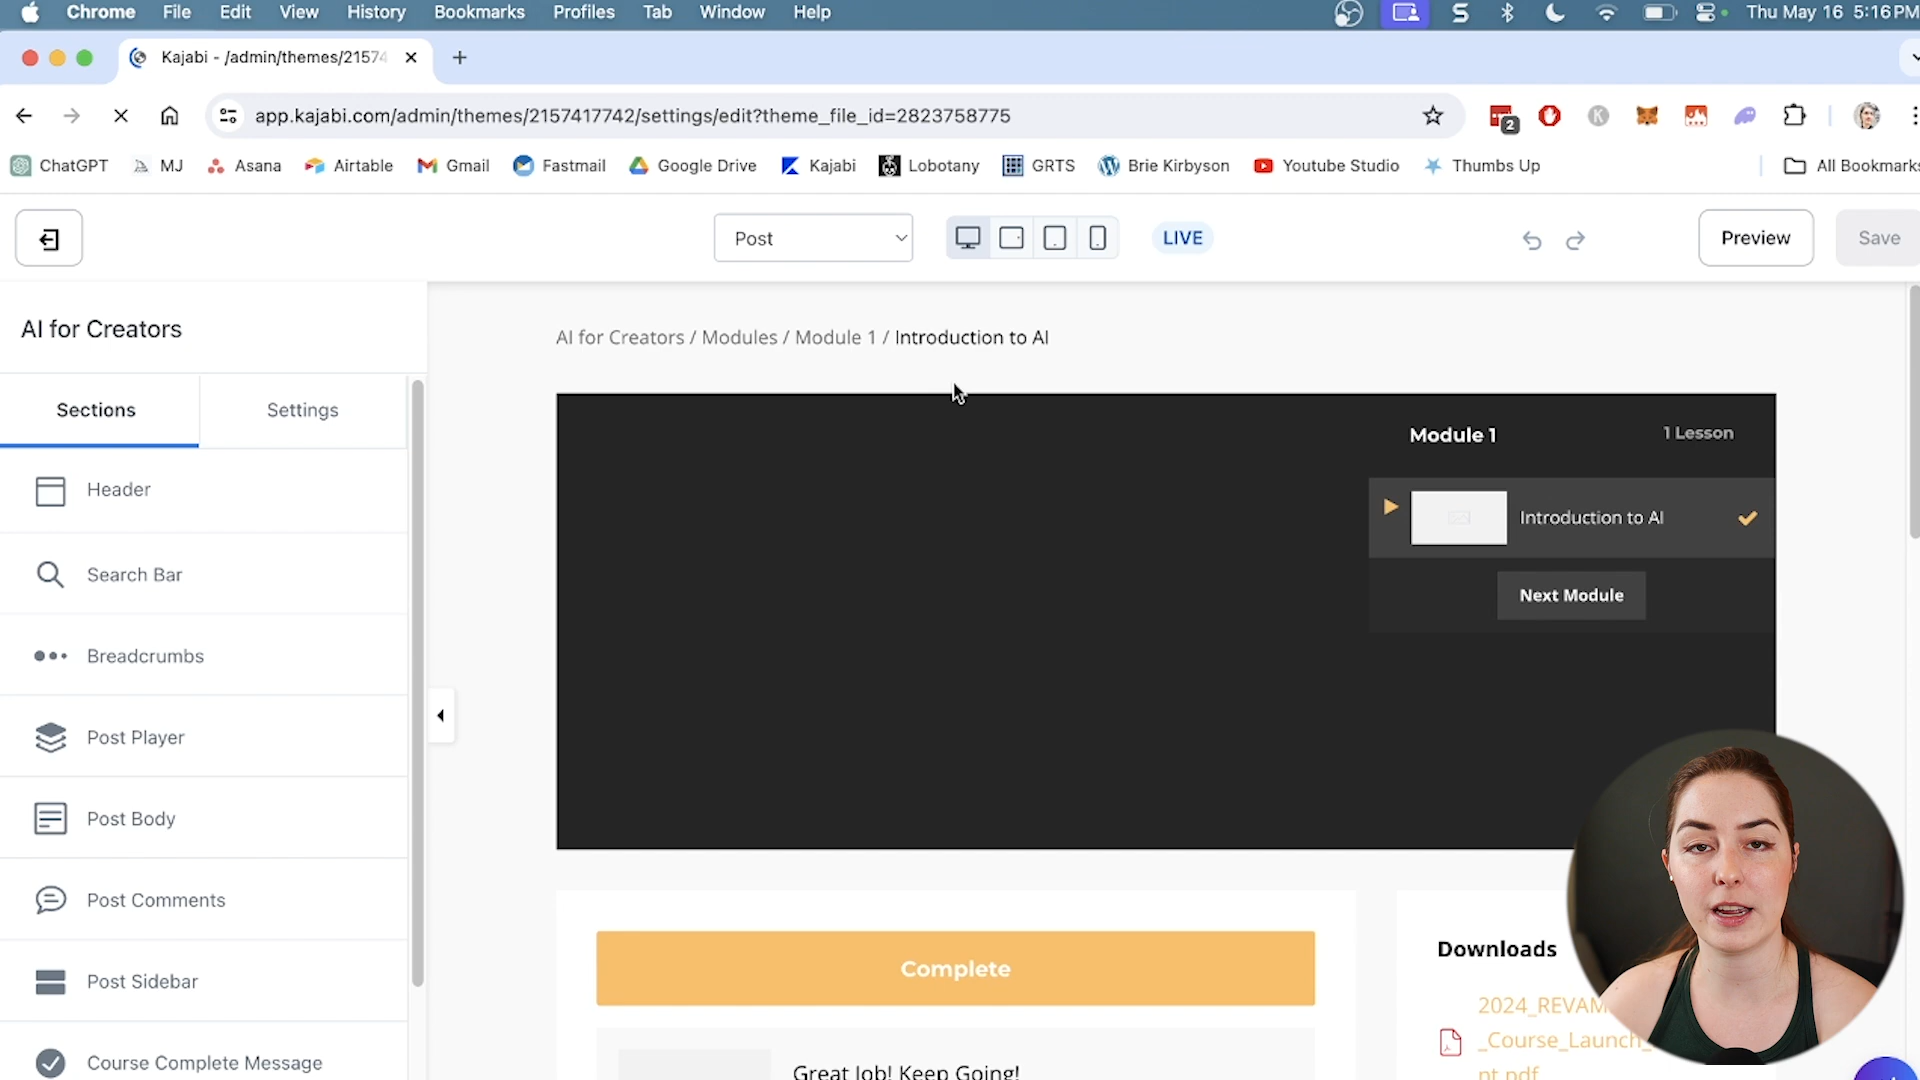 Chrome File Edit View History Bookmarks Profiles Tab Window Help Thu May 16 5:16PM
Kajabi - /admin/themes/21574
app.kajabi.com/admin/themes/2157417742/settings/edit?theme_file_id=2823758775
2
ChatGPT MJ Asana Airtable Gmail Fastmail Google Drive Kajabi Lobotany GRTS Brie Kirbyson Youtube Studio Thumbs Up All Bookmarks
Post LIVE Preview Save
AI for Creators
Sections Settings
Header
Search Bar
Breadcrumbs
Post Player
Post Body
Post Comments
Post Sidebar
Course Complete Message
AI for Creators / Modules / Module 1 / Introduction to AI
Module 1 1 Lesson
Introduction to AI
Next Module
Complete
Great Job! Keep Going!
Downloads
2024_REVAM
_Course_Launch_
nt.pdf